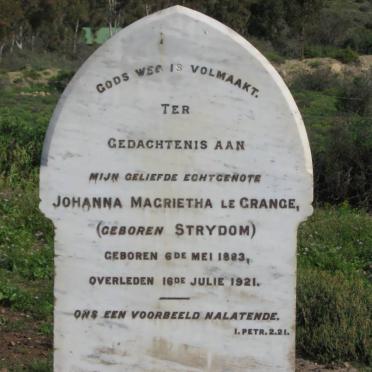 GODS WEG IS VOLMAAKT.
TER
GEDACHTENIS AAN
MIJN GELIEFDE ECHTGENOTE
JOHANNA MAGRIETHA LE GRANGE,
(GEBOREN STRYDOM)
GEBOREN 6DE MEI 1883,
OVERLEDEN 16DE JULIE 1921.
ONS EEN VOORBEELD NALATENDE.
I. PETR. 2.21.